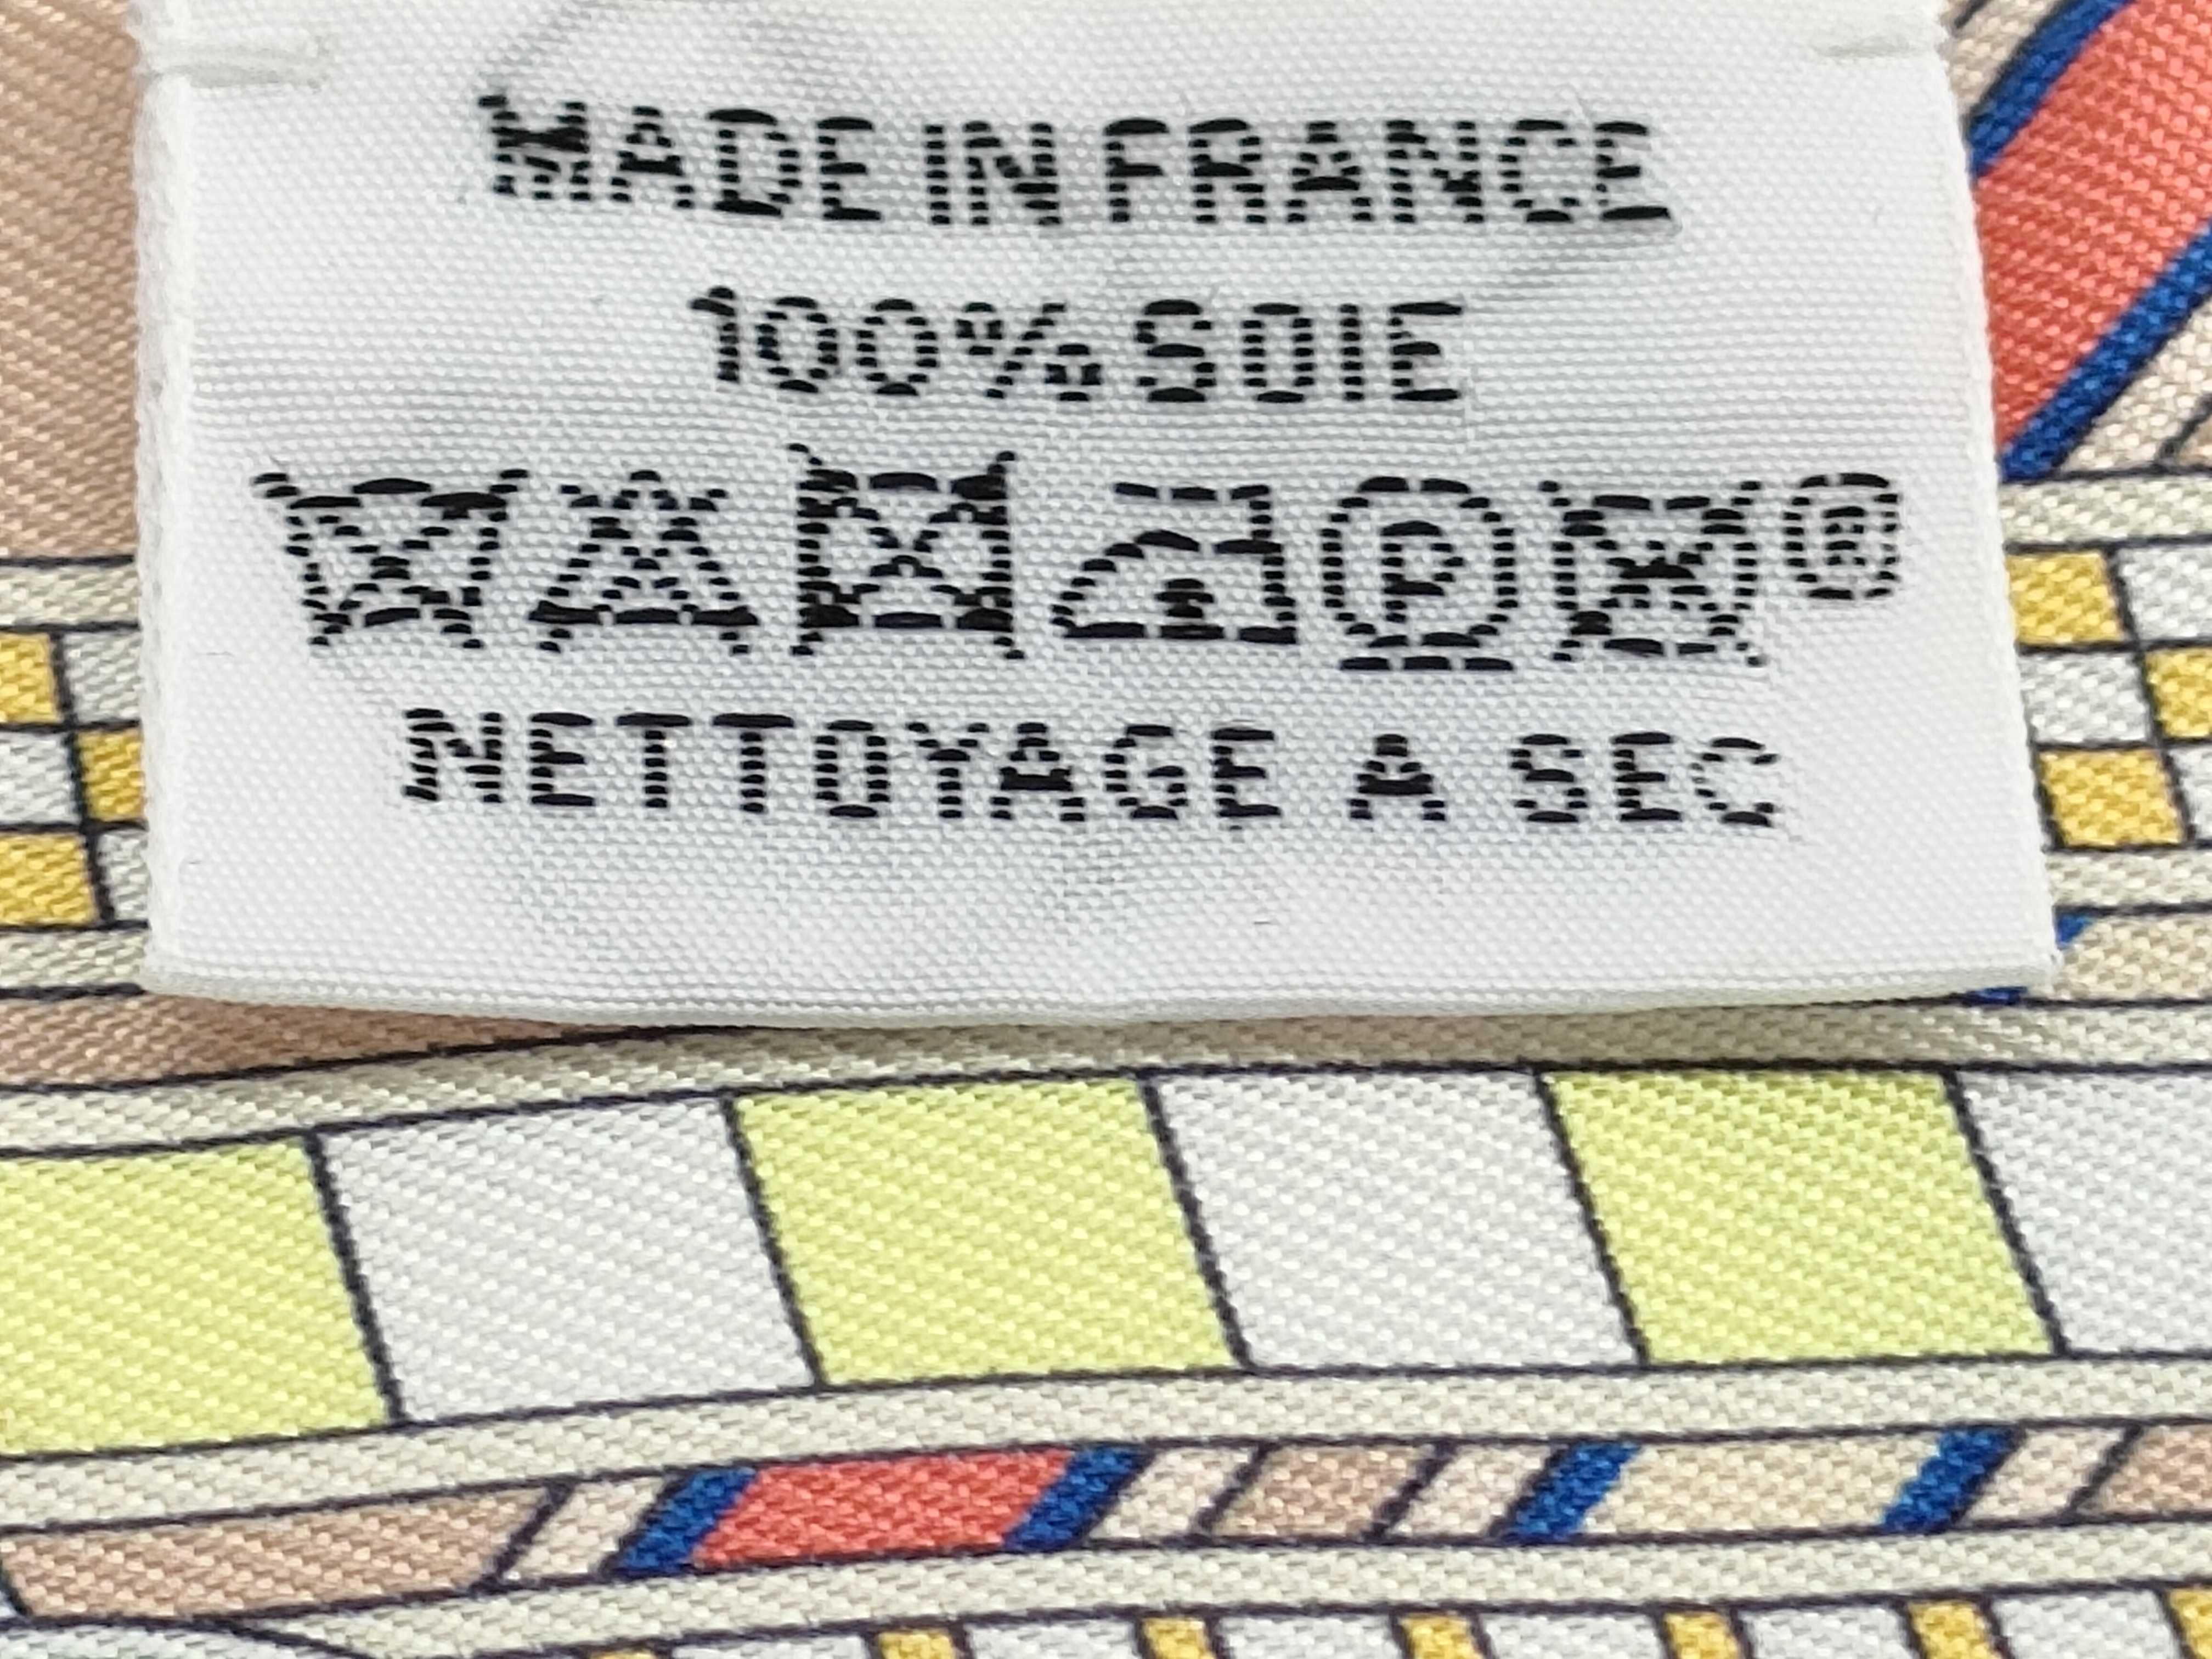 MADE IN FRANCE
100% SOIE
P ®
NETTOYAGE A SEC